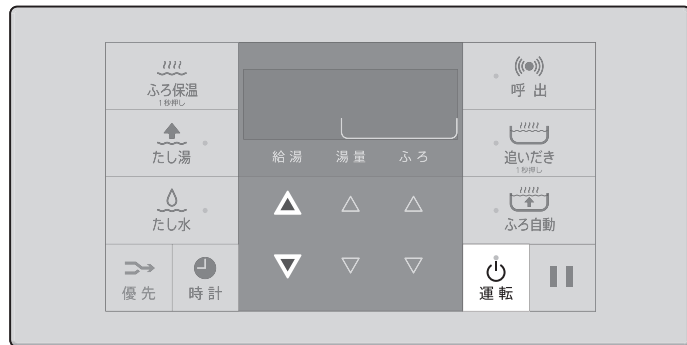 ふろ保温
1秒押し
たし湯
たし水
優先
時計
給湯
湯量
ふろ
呼出
追いだき
1秒押し
ふろ自動
運転